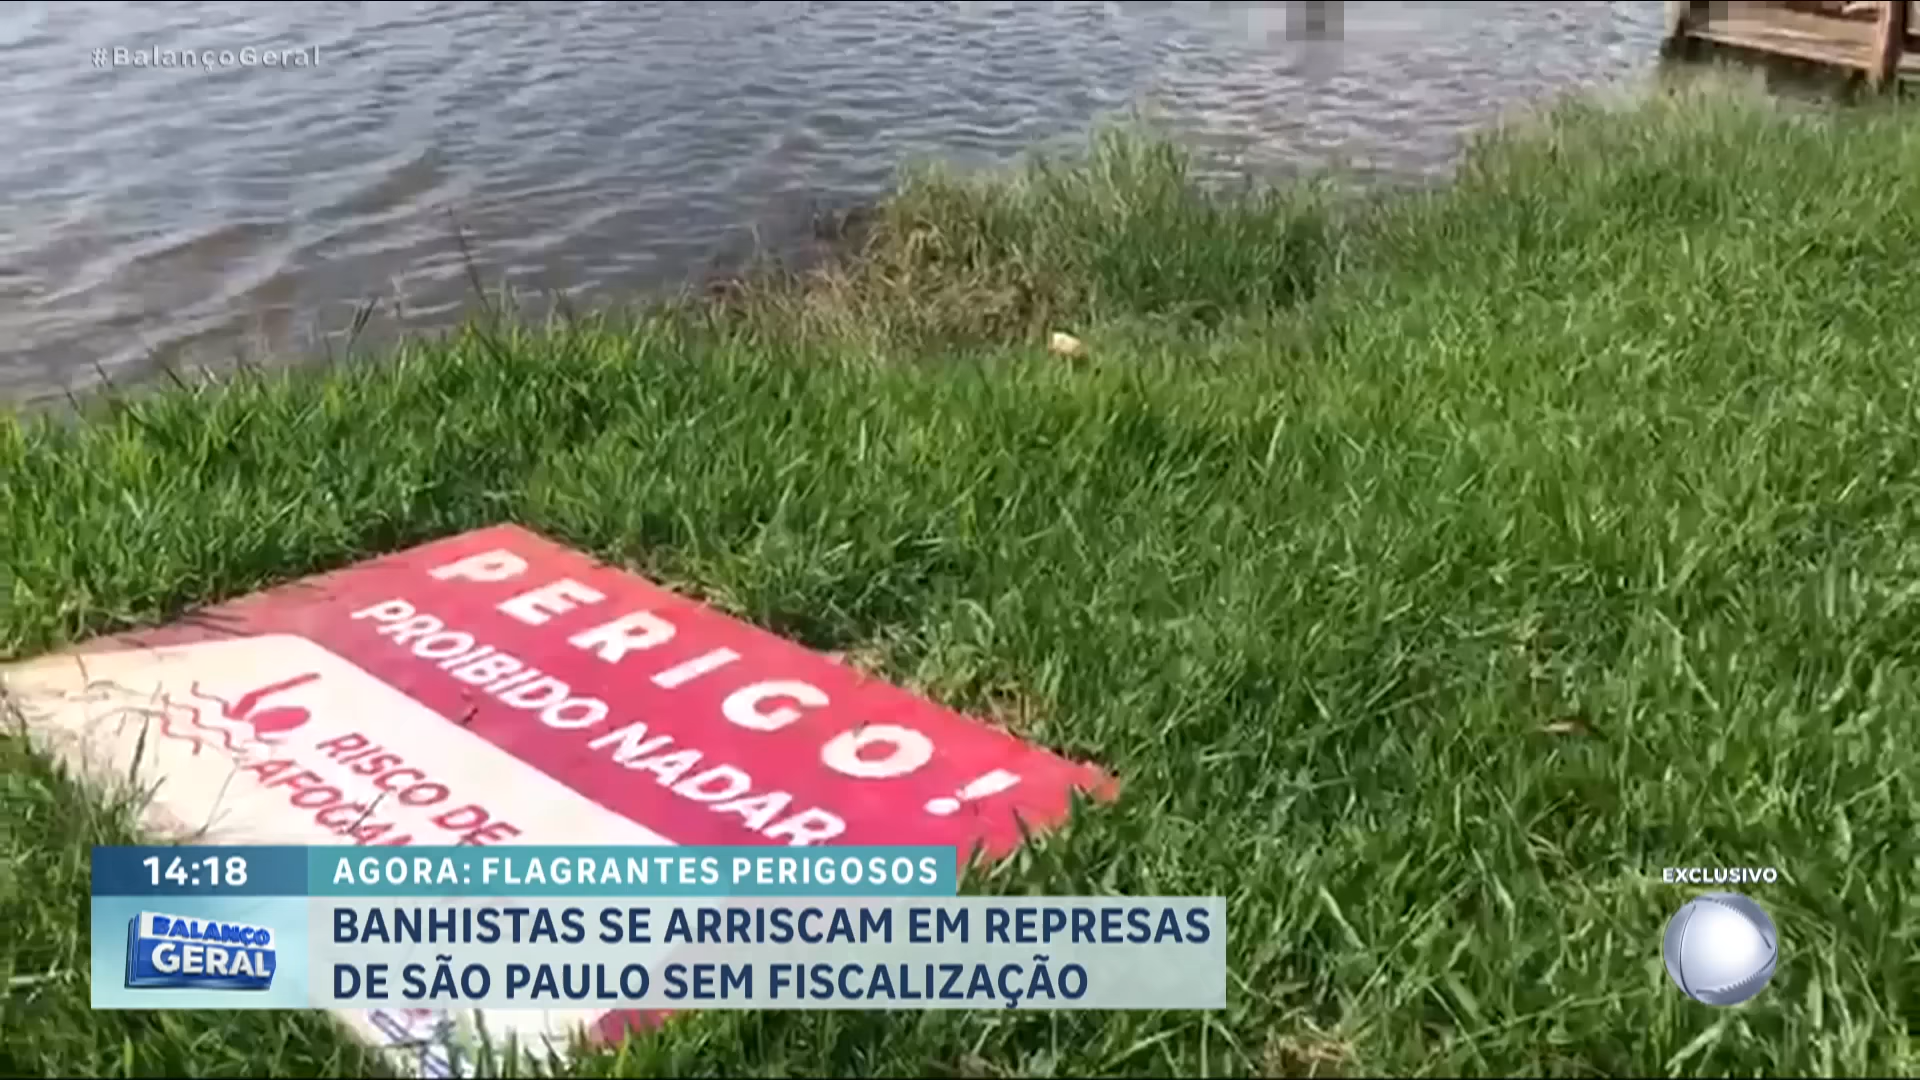 #BalançoGeral
PERIGO!
PROIBIDO NADAR
RISCO DE
14:18
AGORA: FLAGRANTES PERIGOSOS
BALANÇO
GERAL
BANHISTAS SE ARRISCAM EM REPRESAS
DE SÃO PAULO SEM FISCALIZAÇÃO
EXCLUSIVO